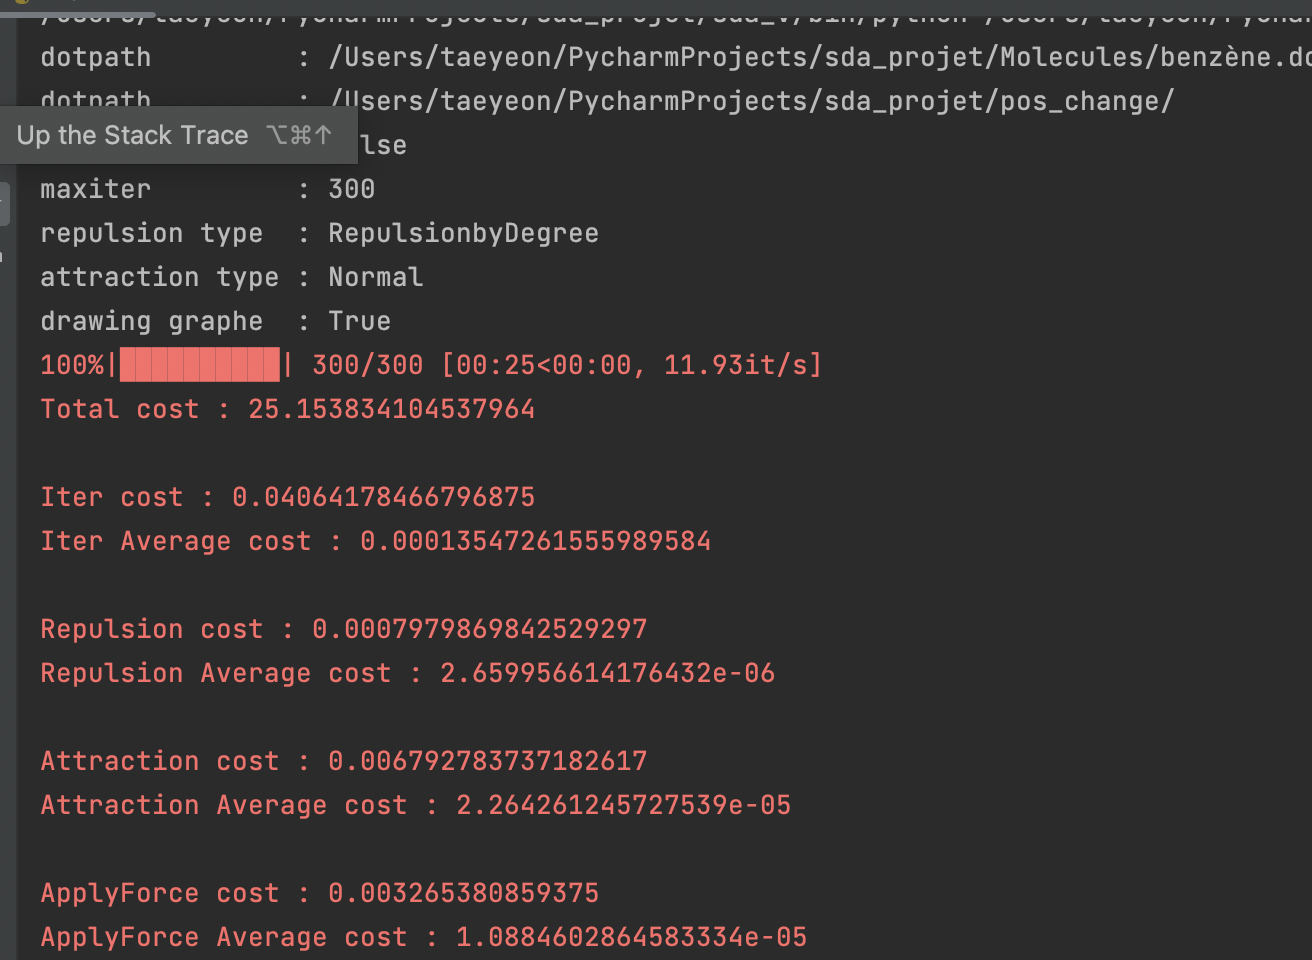 dotpath : /Users/taeyeon/PycharmProjects/sda_projet/Molecules/benzène.do
dotpath : /Users/taeyeon/PycharmProjects/sda_projet/pos_change/
Up the Stack Trace ⌥⌘↑
lse
maxiter : 300
repulsion type : RepulsionbyDegree
attraction type : Normal
drawing graphe : True
100%|██████████| 300/300 [00:25<00:00, 11.93it/s]
Total cost : 25.153834104537964
Iter cost : 0.04064178466796875
Iter Average cost : 0.00013547261555989584
Repulsion cost : 0.0007979869842529297
Repulsion Average cost : 2.659956614176432e-06
Attraction cost : 0.006792783737182617
Attraction Average cost : 2.264261245727539e-05
ApplyForce cost : 0.003265380859375
ApplyForce Average cost : 1.0884602864583334e-05